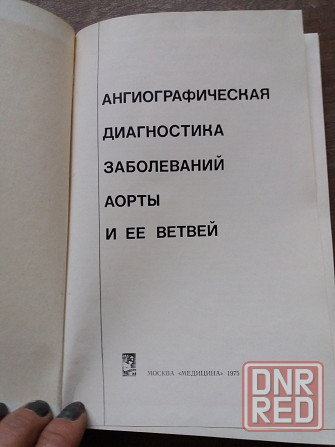 АНГИОГРАФИЧЕСКАЯ
ДИАГНОСТИКА
ЗАБОЛЕВАНИЙ
АОРТЫ
И ЕЕ ВЕТВЕЙ
МОСКВА «МЕДИЦИНА» 1975
DNR
RED